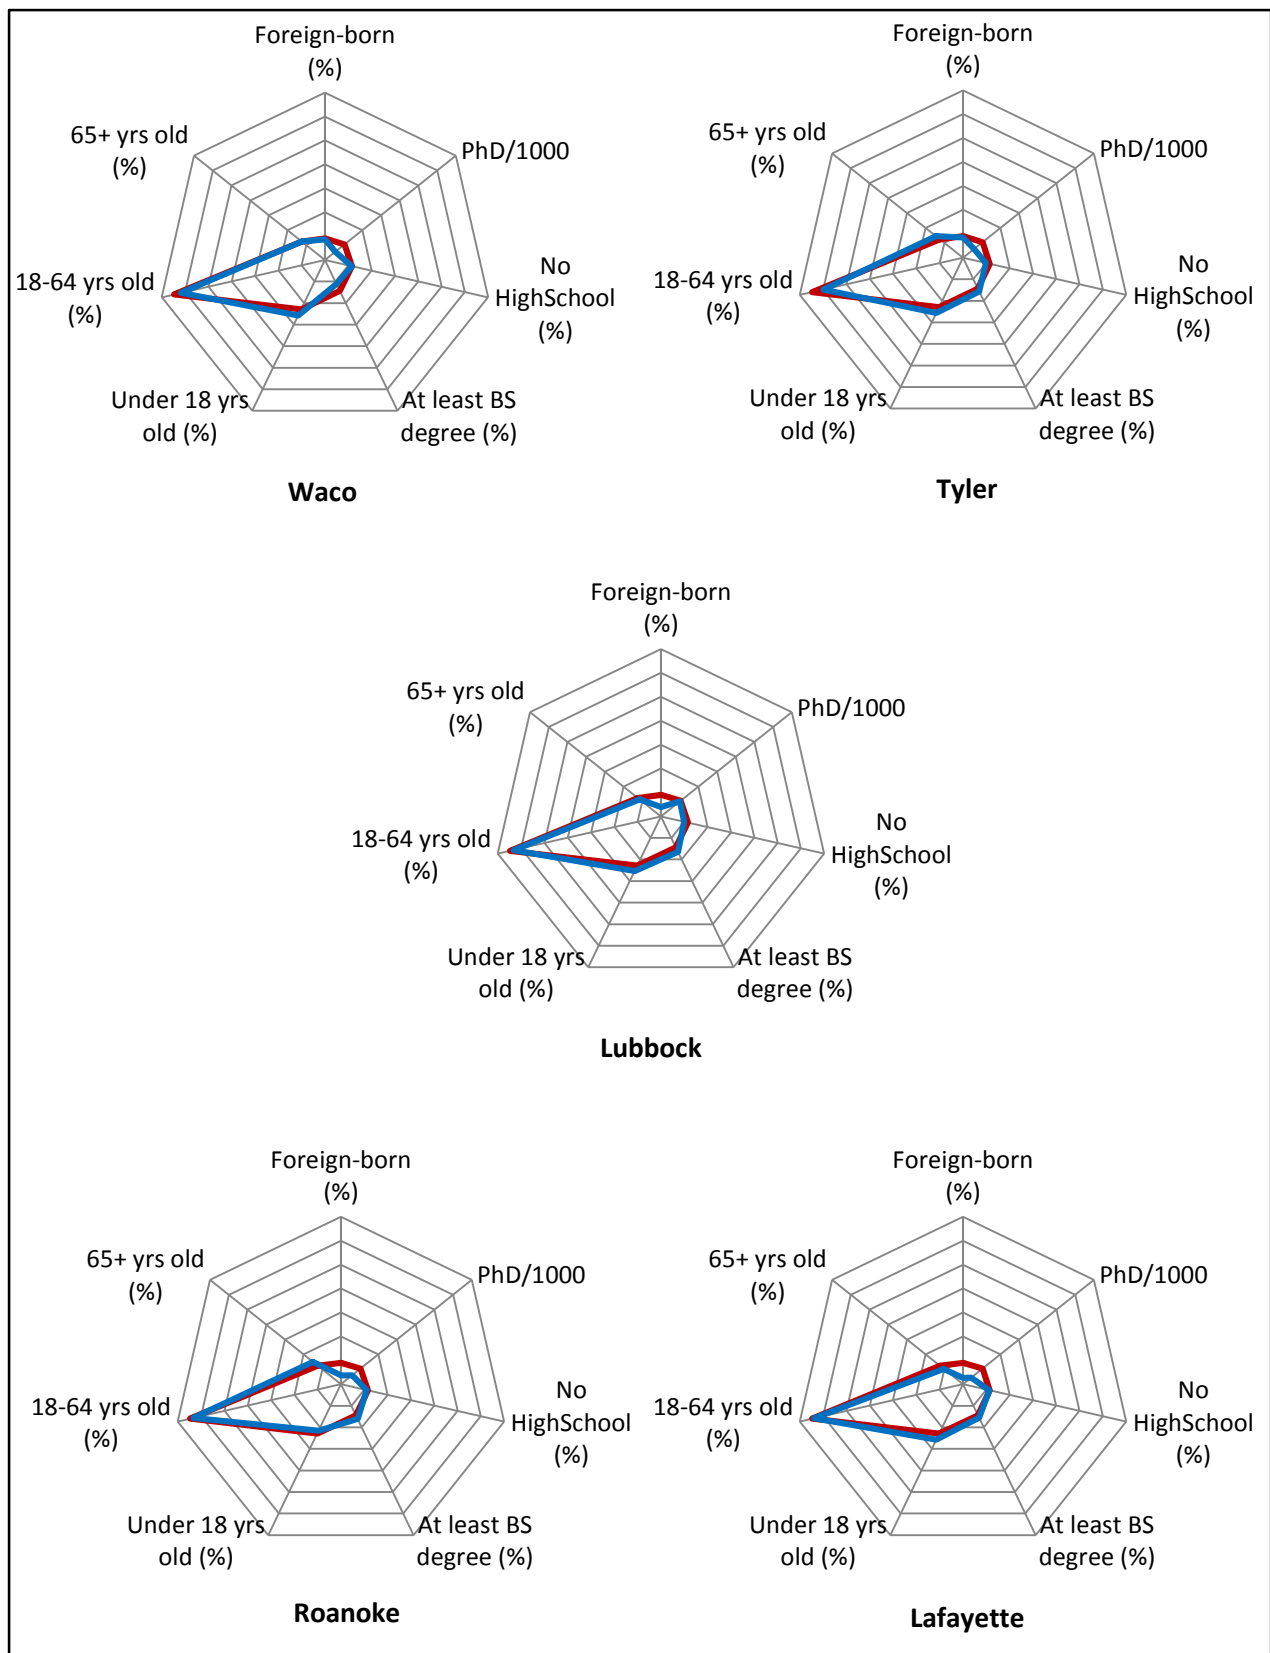 Foreign-born
(%)
PhD/1000
No
HighSchool
(%)
At least BS
degree (%)
Under 18 yrs
old (%)
18-64 yrs old
(%)
65+ yrs old
(%)
Waco
Foreign-born
(%)
PhD/1000
No
HighSchool
(%)
At least BS
degree (%)
Under 18 yrs
old (%)
18-64 yrs old
(%)
65+ yrs old
(%)
Tyler
Foreign-born
(%)
PhD/1000
No
HighSchool
(%)
At least BS
degree (%)
Under 18 yrs
old (%)
18-64 yrs old
(%)
65+ yrs old
(%)
Lubbock
Foreign-born
(%)
PhD/1000
No
HighSchool
(%)
At least BS
degree (%)
Under 18 yrs
old (%)
18-64 yrs old
(%)
65+ yrs old
(%)
Roanoke
Foreign-born
(%)
PhD/1000
No
HighSchool
(%)
At least BS
degree (%)
Under 18 yrs
old (%)
18-64 yrs old
(%)
65+ yrs old
(%)
Lafayette